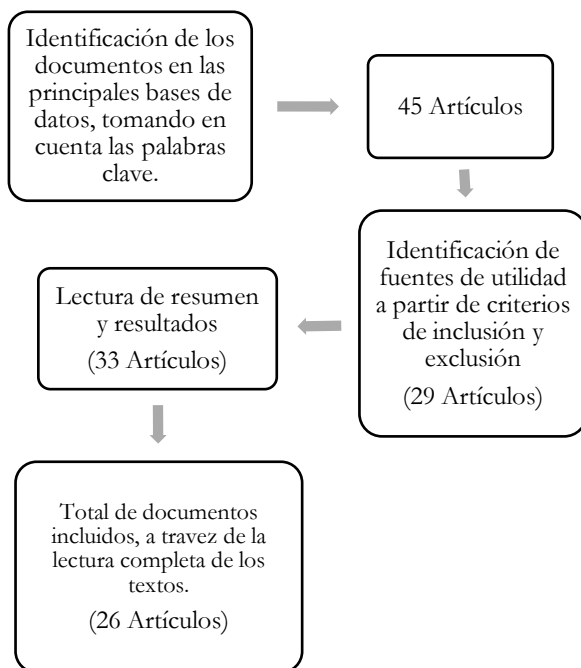 Identificación de los
documentos en las
principales bases de
datos, tomando en
cuenta las palabras
clave.
45 Artículos
Identificación de
fuentes de utilidad
a partir de criterios
de inclusión y
exclusión
(29 Artículos)
Lectura de resumen
y resultados
(33 Artículos)
Total de documentos
incluidos, a travez de la
lectura completa de los
textos.
(26 Artículos)